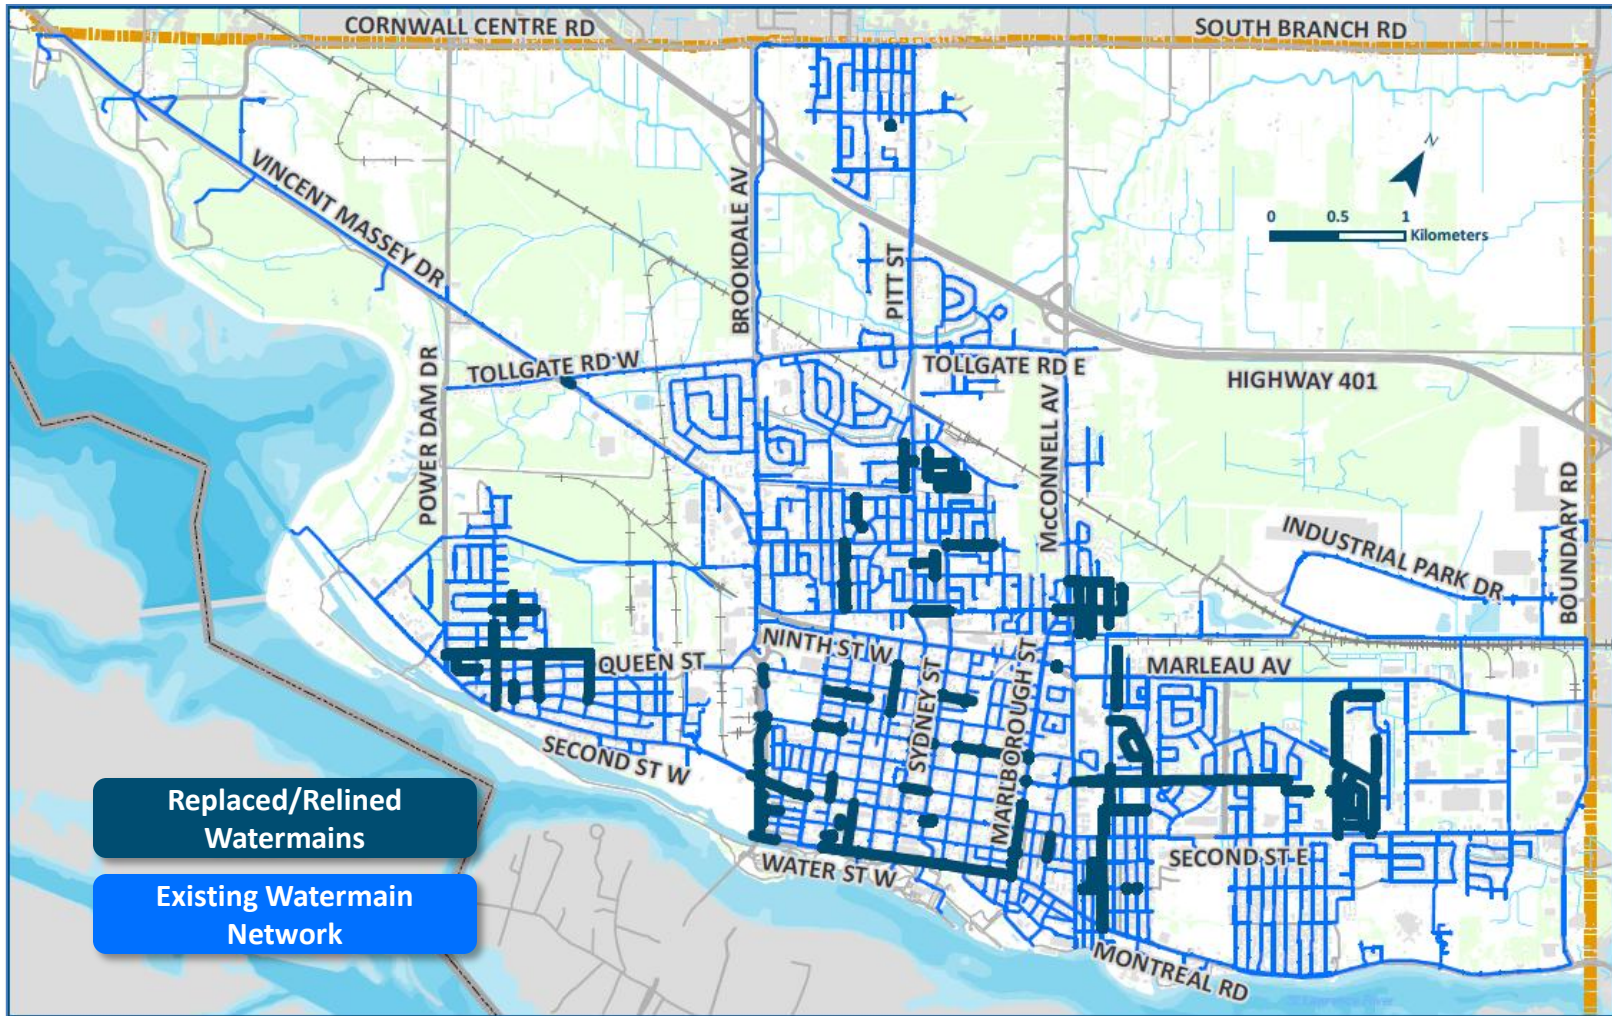 CORNWALL CENTRE RD
SOUTH BRANCH RD
N
0 0.5 1
Kilometers
VINCENT MASSEY DR
BROOKDALE AV
PITT ST
POWER DAM DR
TOLLGATE RD W
TOLLGATE RD E
HIGHWAY 401
McCONNELL AV
BOUNDARY RD
INDUSTRIAL PARK DR
NINTH ST W
QUEEN ST
SYDNEY ST
MARLBOROUGH ST
MARLEAU AV
SECOND ST W
WATER ST W
SECOND ST E
MONTREAL RD
St Lawrence River
Replaced/Relined
Watermains
Existing Watermain
Network